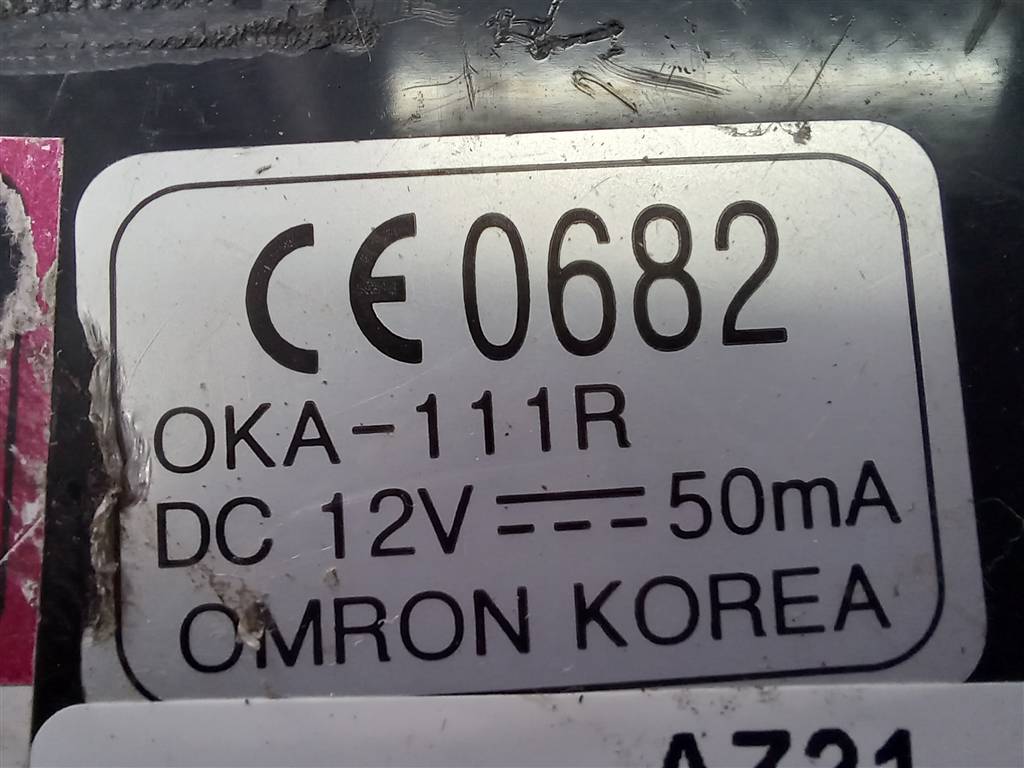 CE 0682
OKA-111R
DC 12V ⎓ 50mA
OMRON KOREA